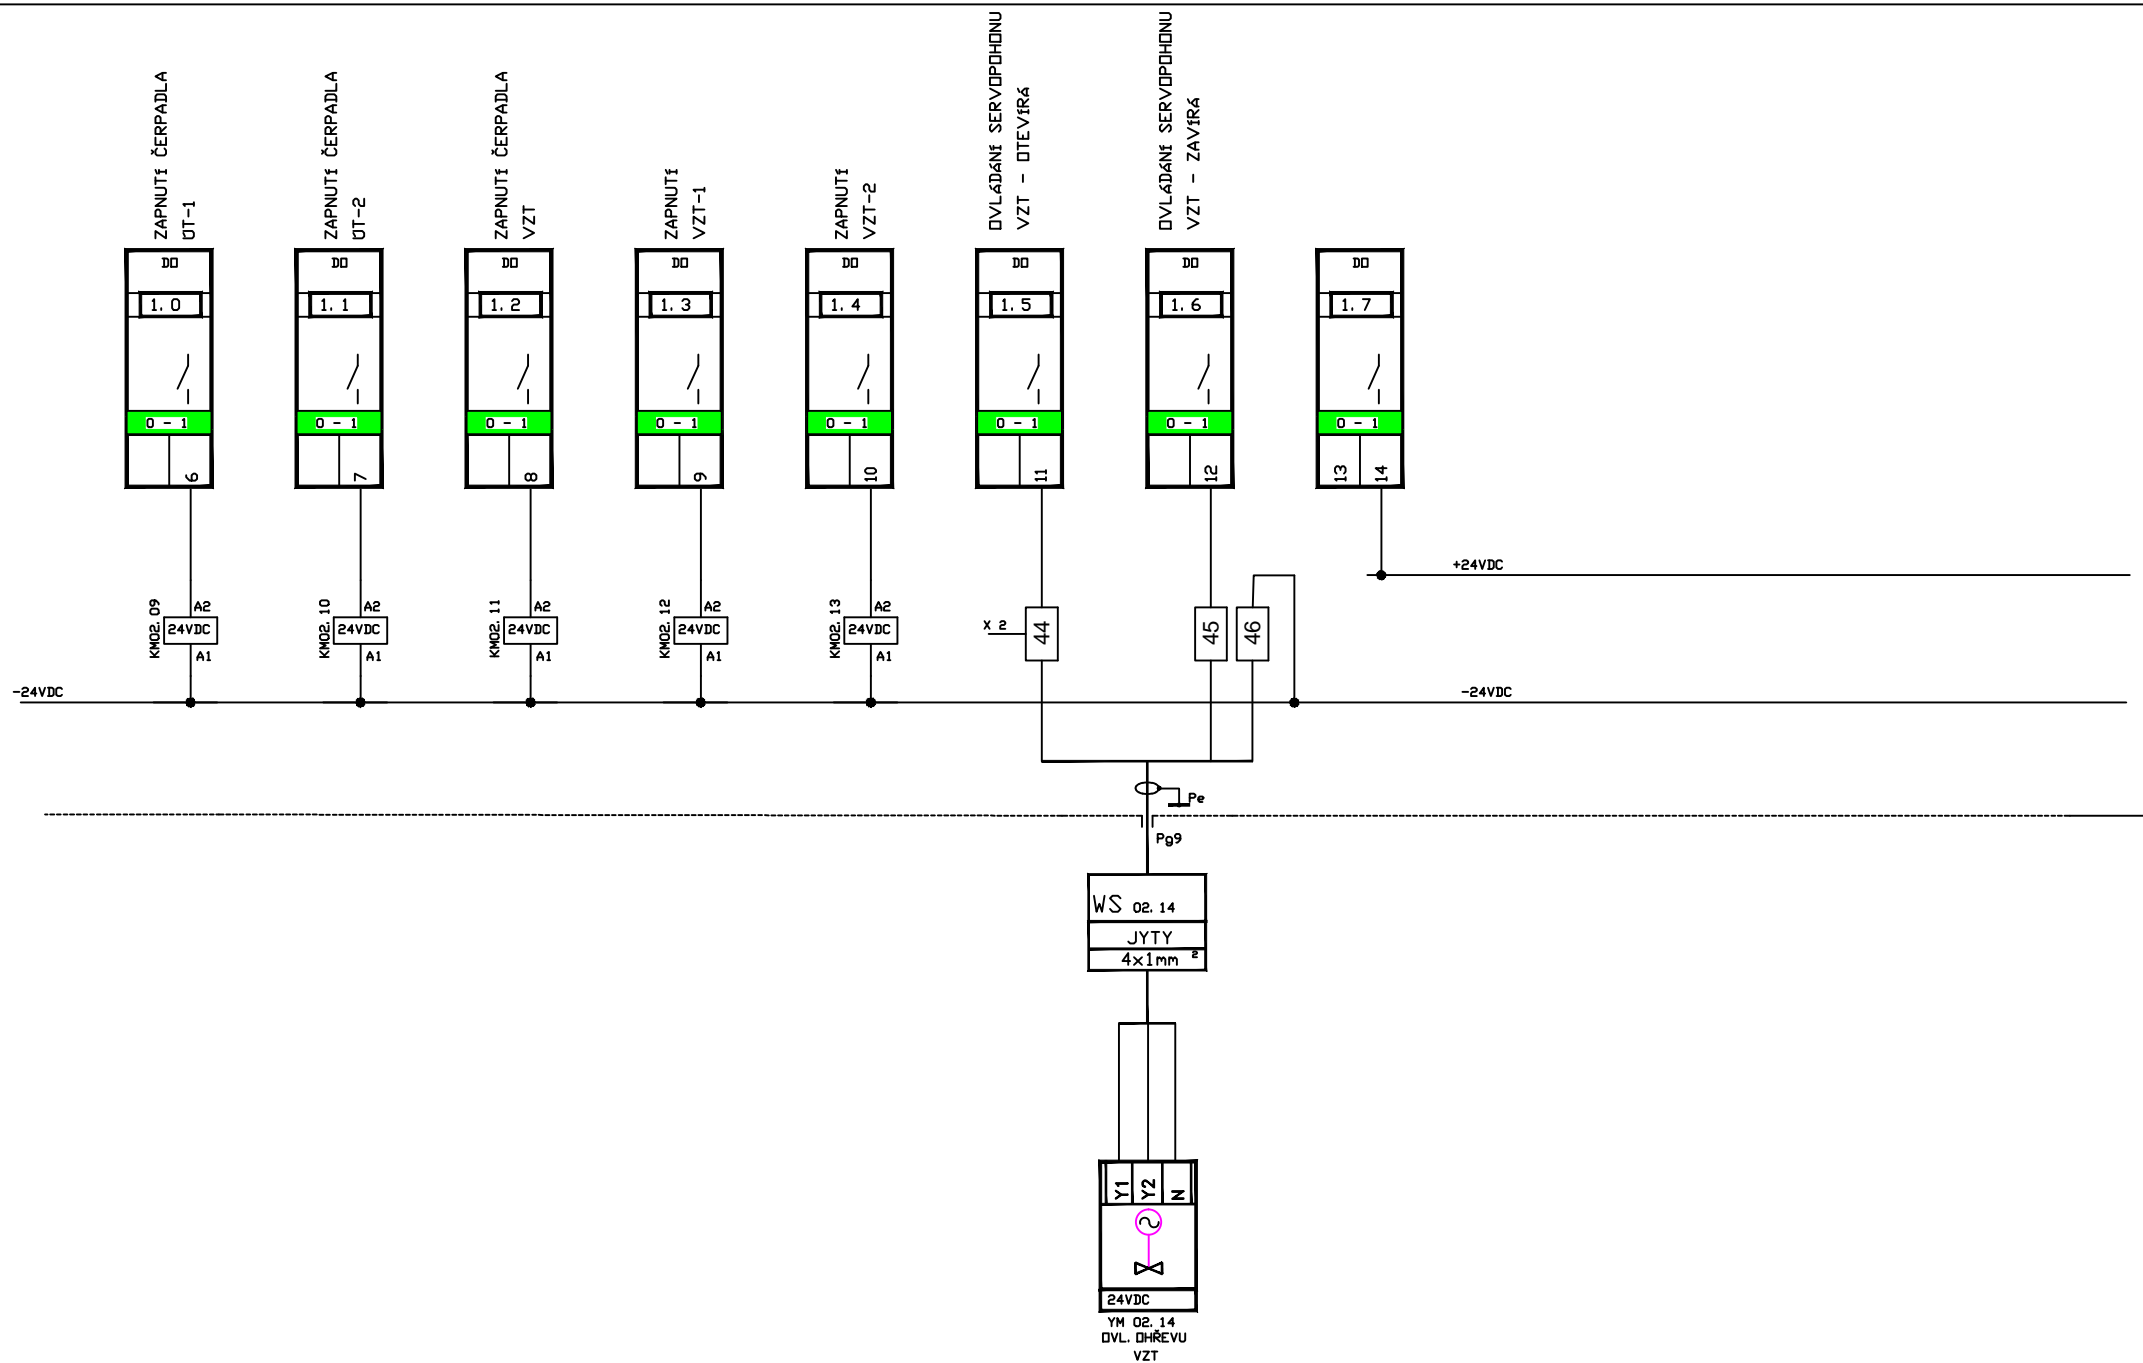 ZAPNUTÍ ČERPADLA
ÚT-1
ZAPNUTÍ ČERPADLA
ÚT-2
ZAPNUTÍ ČERPADLA
VZT
ZAPNUTÍ
VZT-1
ZAPNUTÍ
VZT-2
OVLÁDÁNÍ SERVOPOHONU
VZT - OTEVÍRÁ
OVLÁDÁNÍ SERVOPOHONU
VZT - ZAVÍRÁ
DO DO DO DO DO DO DO DO
1.0 1.1 1.2 1.3 1.4 1.5 1.6 1.7
0 - 1 0 - 1 0 - 1 0 - 1 0 - 1 0 - 1 0 - 1 0 - 1
6 7 8 9 10 11 12 13 14
+24VDC
KM02.09 KM02.10 KM02.11 KM02.12 KM02.13
A2 A2 A2 A2 A2
24VDC 24VDC 24VDC 24VDC 24VDC
X 2 44 45 46
A1 A1 A1 A1 A1
-24VDC -24VDC
Pe
Pg9
WS 02.14
JYTY
4x1mm²
Y1 Y2 N
24VDC
YM 02.14
OVL. OHŘEVU
VZT